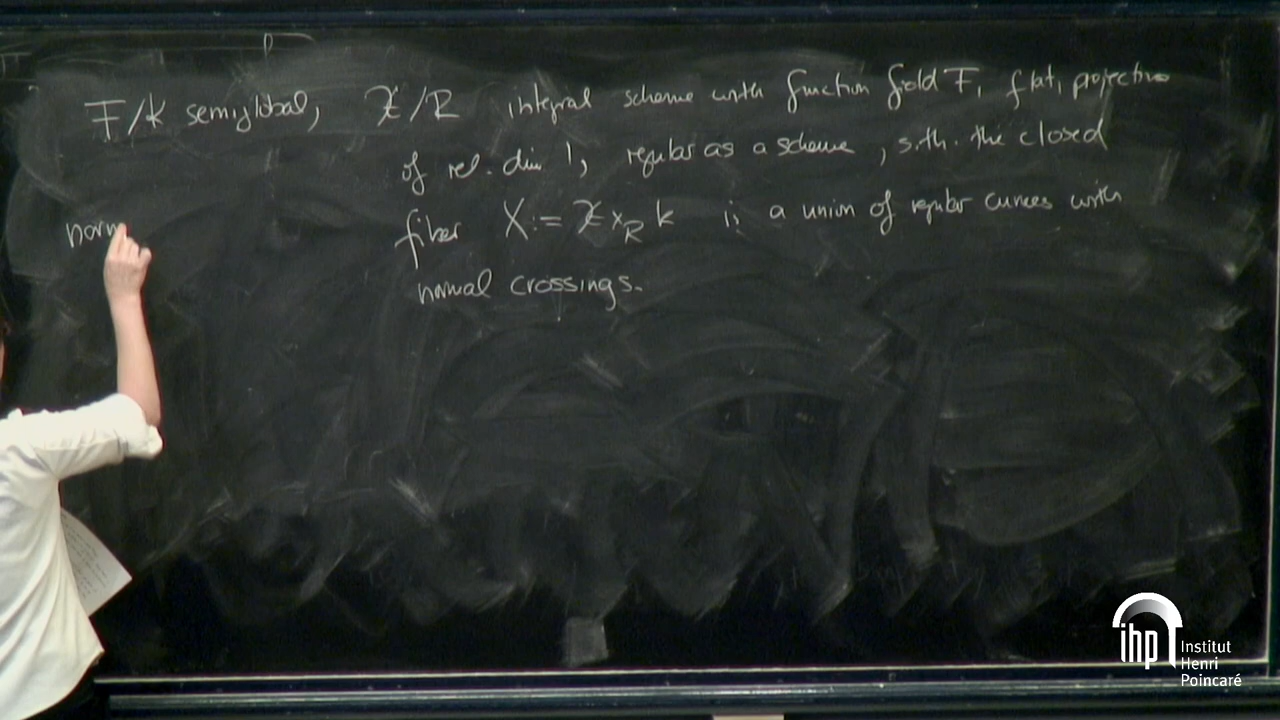 F/K semiglobal, 𝒳/R integral scheme with function field F, flat, projective
of rel. dim 1, regular as a scheme, s.th. the closed
fiber X := 𝒳 ×_R k is a union of regular curves with
norm
normal crossings.
ihp Institut
Henri
Poincaré